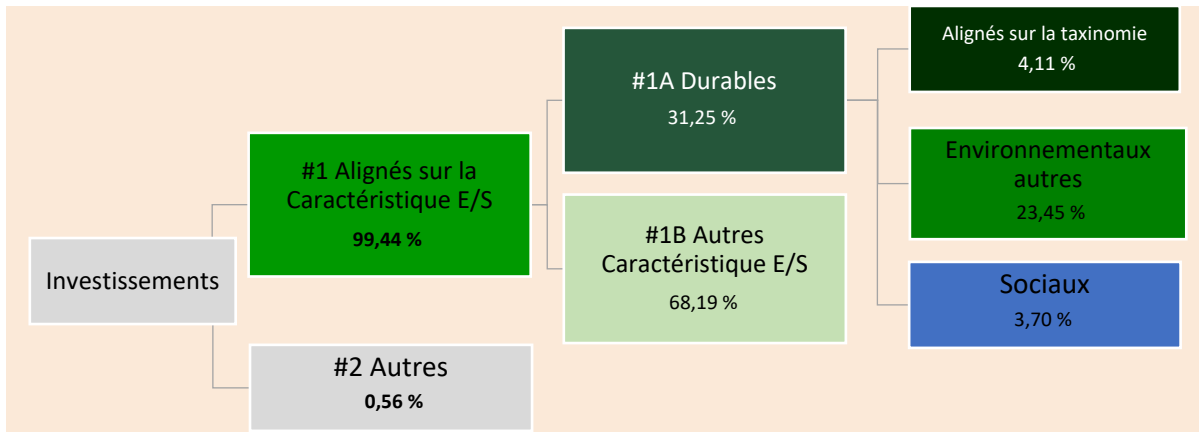 Investissements
#1 Alignés sur la
Caractéristique E/S
99,44 %
#2 Autres
0,56 %
#1A Durables
31,25 %
#1B Autres
Caractéristique E/S
68,19 %
Alignés sur la taxinomie
4,11 %
Environnementaux
autres
23,45 %
Sociaux
3,70 %